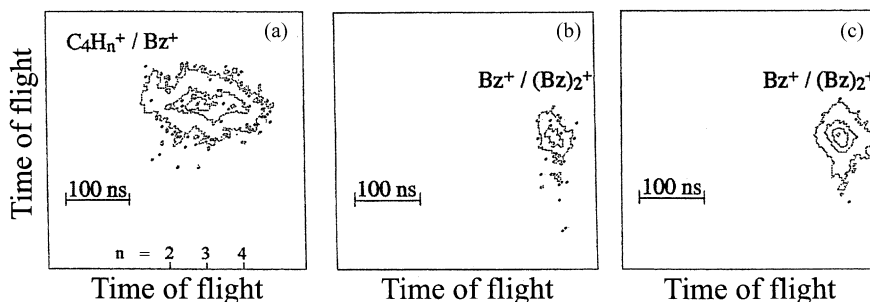 Time of flight
(a)
C4Hn+ / Bz+
100 ns
n = 2 3 4
Time of flight
(b)
Bz+ / (Bz)2+
100 ns
Time of flight
(c)
Bz+ / (Bz)2+
100 ns
Time of flight